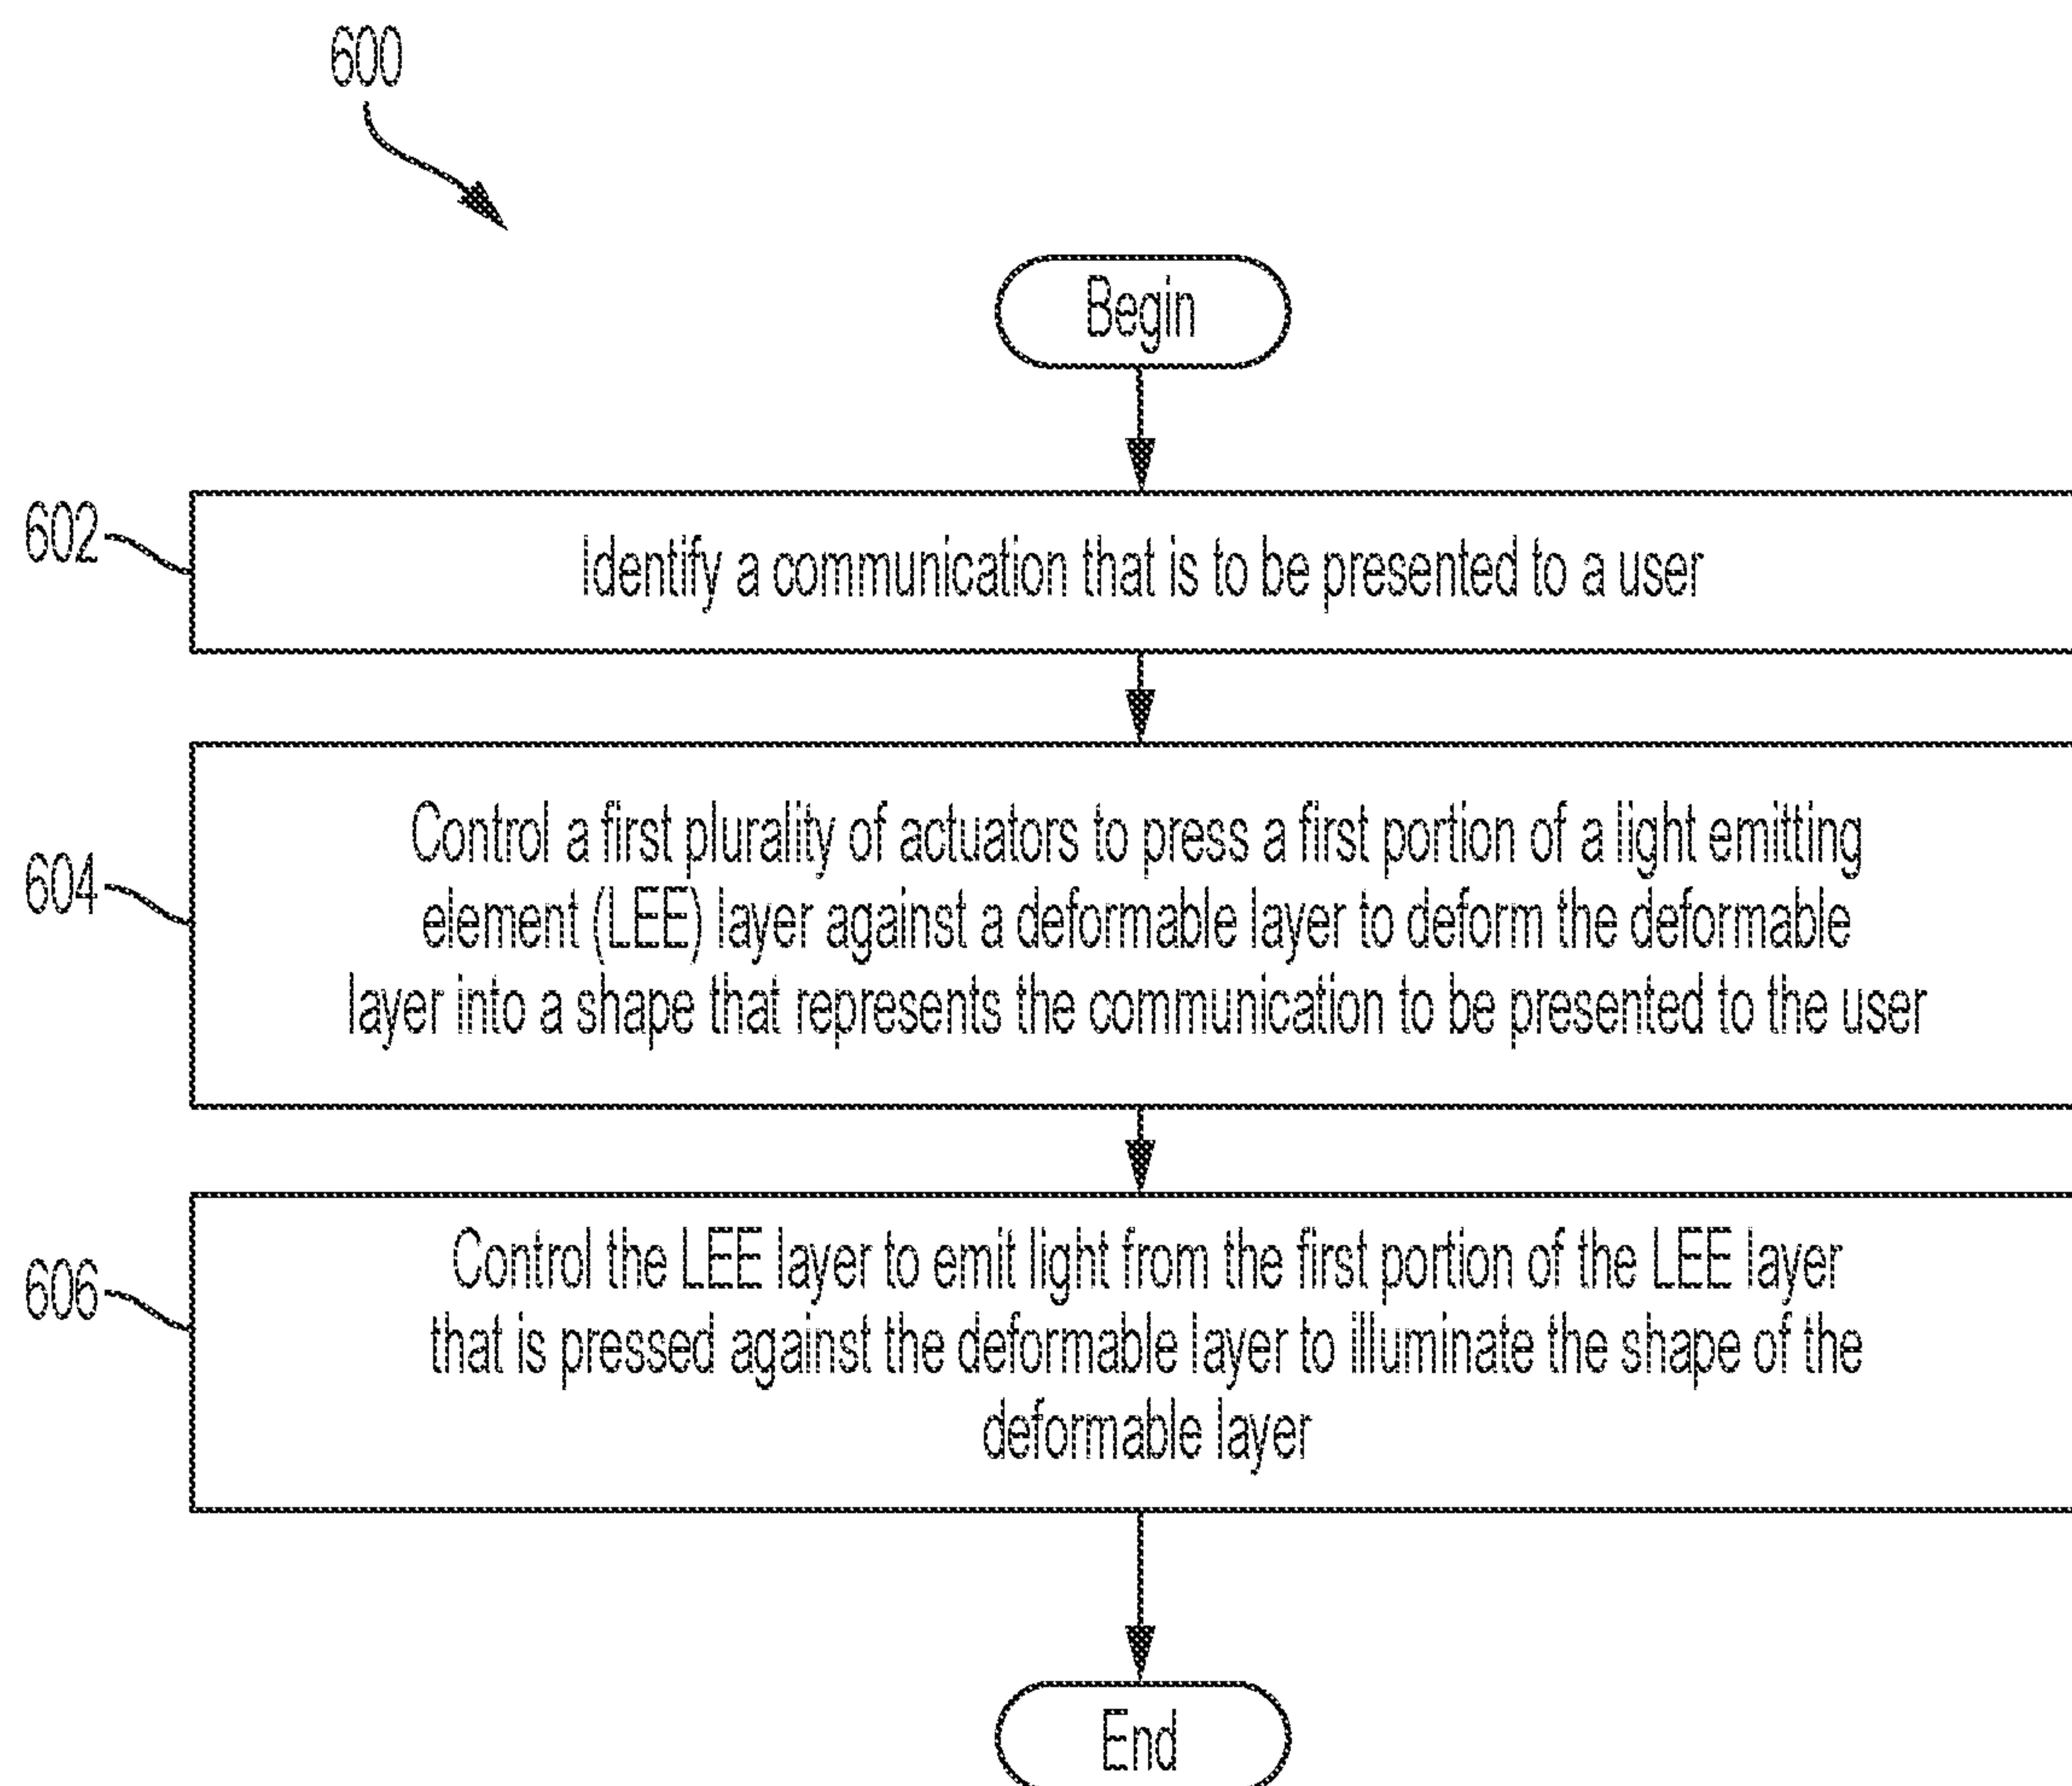 600
Begin
602
Identify a communication that is to be presented to a user
604
Control a first plurality of actuators to press a first portion of a light emitting
element (LEE) layer against a deformable layer to deform the deformable
layer into a shape that represents the communication to be presented to the user
606
Control the LEE layer to emit light from the first portion of the LEE layer
that is pressed against the deformable layer to illuminate the shape of the
deformable layer
End